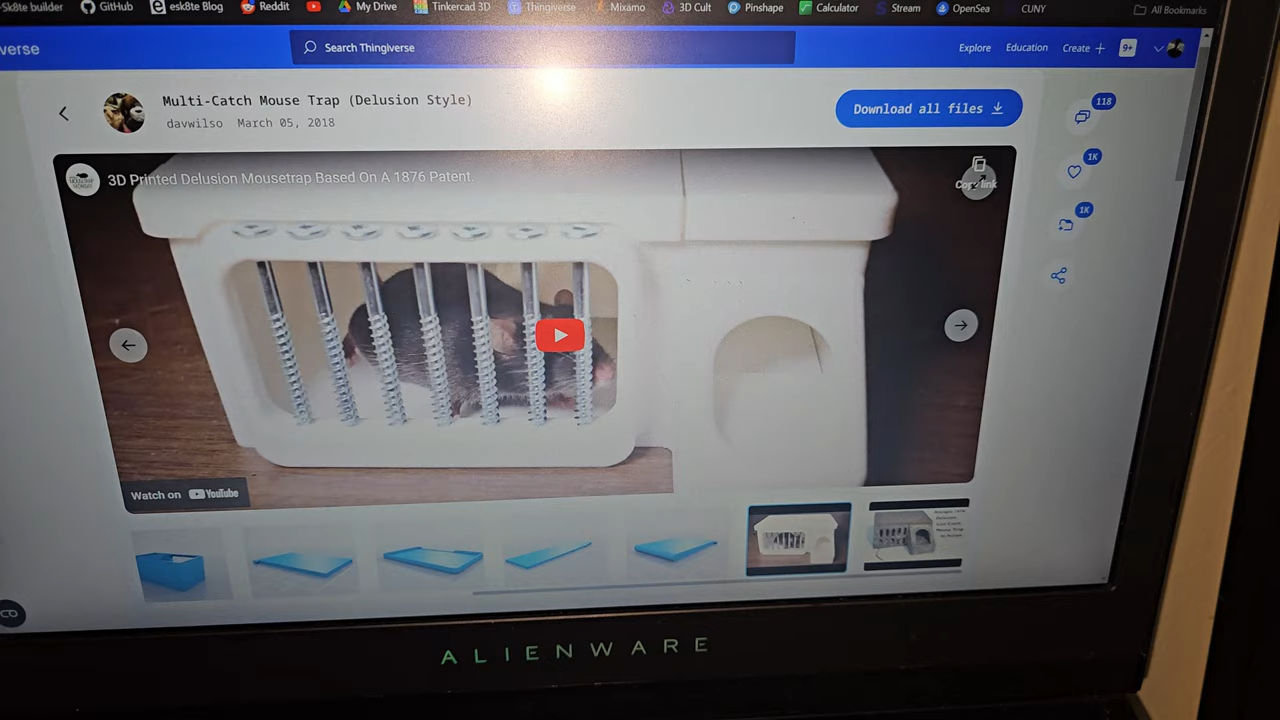 Sk8te builder GitHub esk8te Blog Reddit My Drive Tinkercad 3D Thingiverse Mixamo 3D Cult Pinshape Calculator Stream OpenSea CUNY All Bookmarks
verse Search Thingiverse Explore Education Create 9+
Multi-Catch Mouse Trap (Delusion Style)
davwilso March 05, 2018
Download all files
118
1K
1K
3D Printed Delusion Mousetrap Based On A 1876 Patent.
Copy link
Watch on YouTube
ALIENWARE